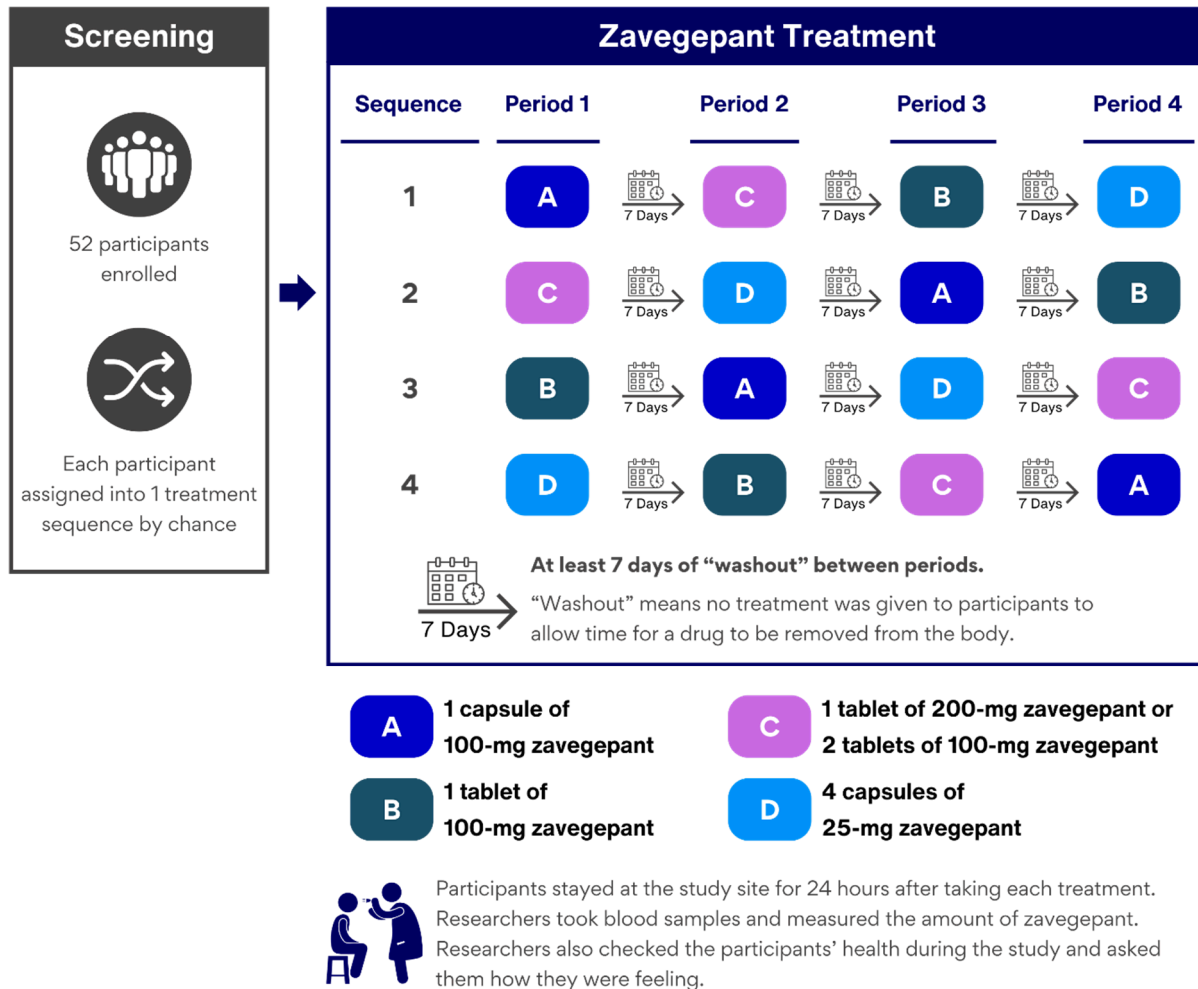 Screening
52 participants
enrolled
Each participant
assigned into 1 treatment
sequence by chance
Zavegepant Treatment
Sequence Period 1 Period 2 Period 3 Period 4
1 A 7 Days C 7 Days B 7 Days D
2 C 7 Days D 7 Days A 7 Days B
3 B 7 Days A 7 Days D 7 Days C
4 D 7 Days B 7 Days C 7 Days A
7 Days
At least 7 days of “washout” between periods.
“Washout” means no treatment was given to participants to
allow time for a drug to be removed from the body.
A
1 capsule of
100-mg zavegepant
C
1 tablet of 200-mg zavegepant or
2 tablets of 100-mg zavegepant
B
1 tablet of
100-mg zavegepant
D
4 capsules of
25-mg zavegepant
Participants stayed at the study site for 24 hours after taking each treatment.
Researchers took blood samples and measured the amount of zavegepant.
Researchers also checked the participants’ health during the study and asked
them how they were feeling.